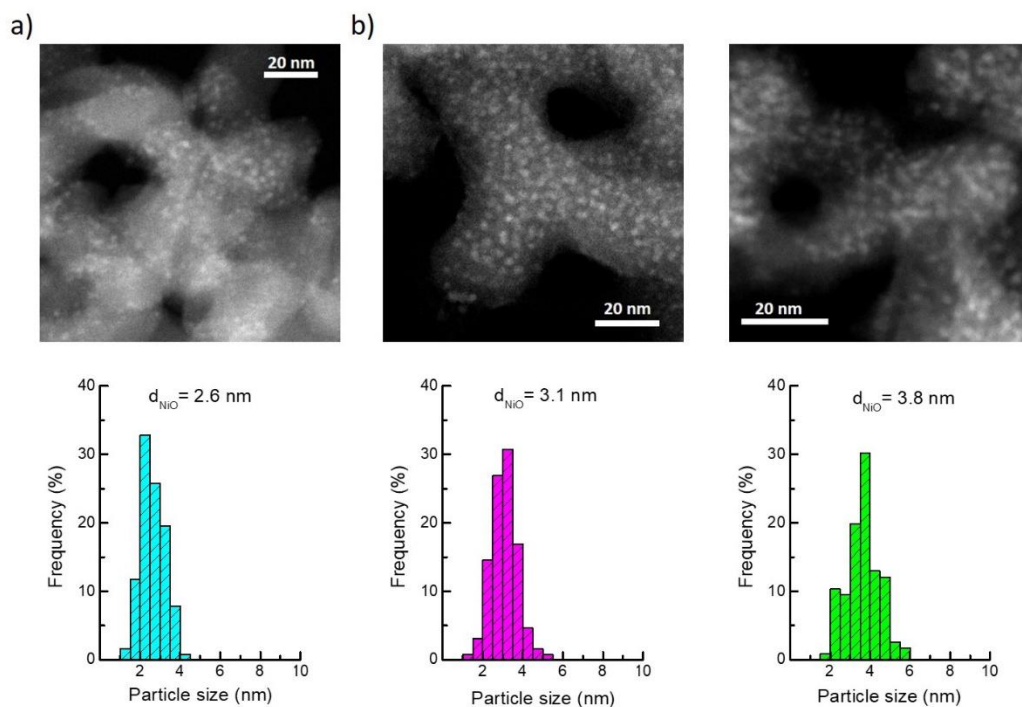 a)
b)
20 nm
20 nm
20 nm
d_NiO= 2.6 nm
40
30
20
10
0
Frequency (%)
2 4 6 8 10
Particle size (nm)
d_NiO= 3.1 nm
40
30
20
10
0
Frequency (%)
2 4 6 8 10
Particle size (nm)
d_NiO= 3.8 nm
40
30
20
10
0
Frequency (%)
2 4 6 8 10
Particle size (nm)